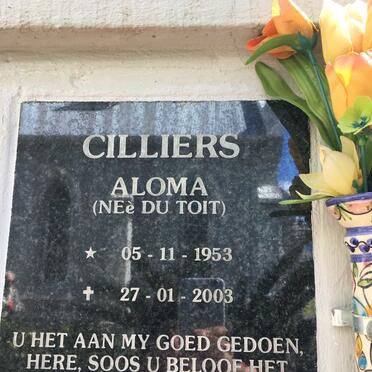 CILLIERS
ALOMA
(NEè DU TOIT)
★ 05 - 11 - 1953
✝ 27 - 01 - 2003
U HET AAN MY GOED GEDOEN,
HERE, SOOS U BELOOF HET